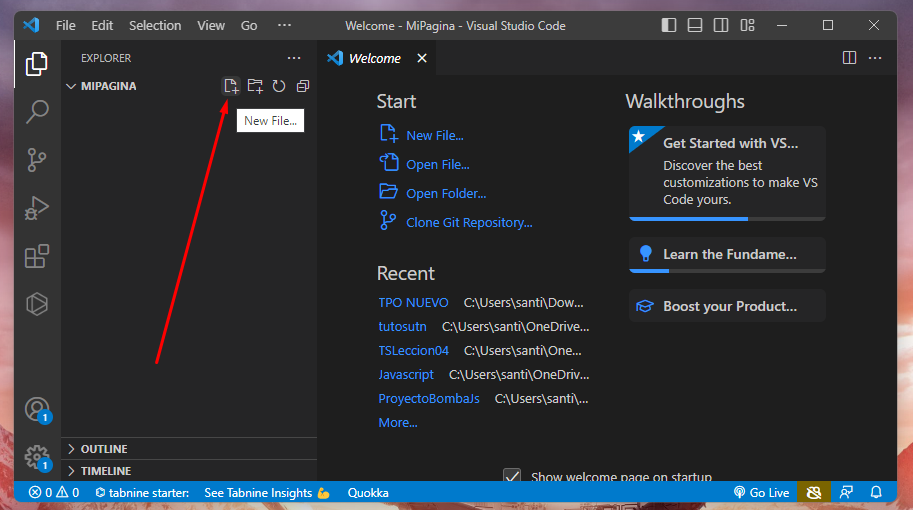 File Edit Selection View Go ··· Welcome - MiPagina - Visual Studio Code
EXPLORER ···
MIPAGINA
New File...
Welcome
Start
New File...
Open File...
Open Folder...
Clone Git Repository...
Recent
TPO NUEVO C:\Users\santi\Dow...
tutosutn C:\Users\santi\OneDrive...
TSLeccion04 C:\Users\santi\One...
Javascript C:\Users\santi\OneDriv...
ProyectoBombaJs C:\Users\santi\...
More...
Walkthroughs
Get Started with VS...
Discover the best
customizations to make VS
Code yours.
Learn the Fundame...
Boost your Product...
Show welcome page on startup
OUTLINE
TIMELINE
1
1
0 0 tabnine starter: See Tabnine Insights 💪 Quokka Go Live